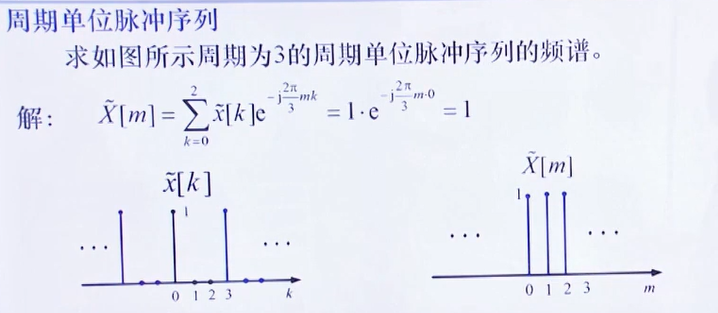 周期单位脉冲序列
求如图所示周期为3的周期单位脉冲序列的频谱。
解: X̃[m] = ∑_{k=0}^{2} x̃[k]e^{-j\frac{2π}{3}mk} = 1·e^{-j\frac{2π}{3}m·0} = 1
x̃[k] X̃[m]
1 1
... ... ... ...
0 1 2 3 k 0 1 2 3 m